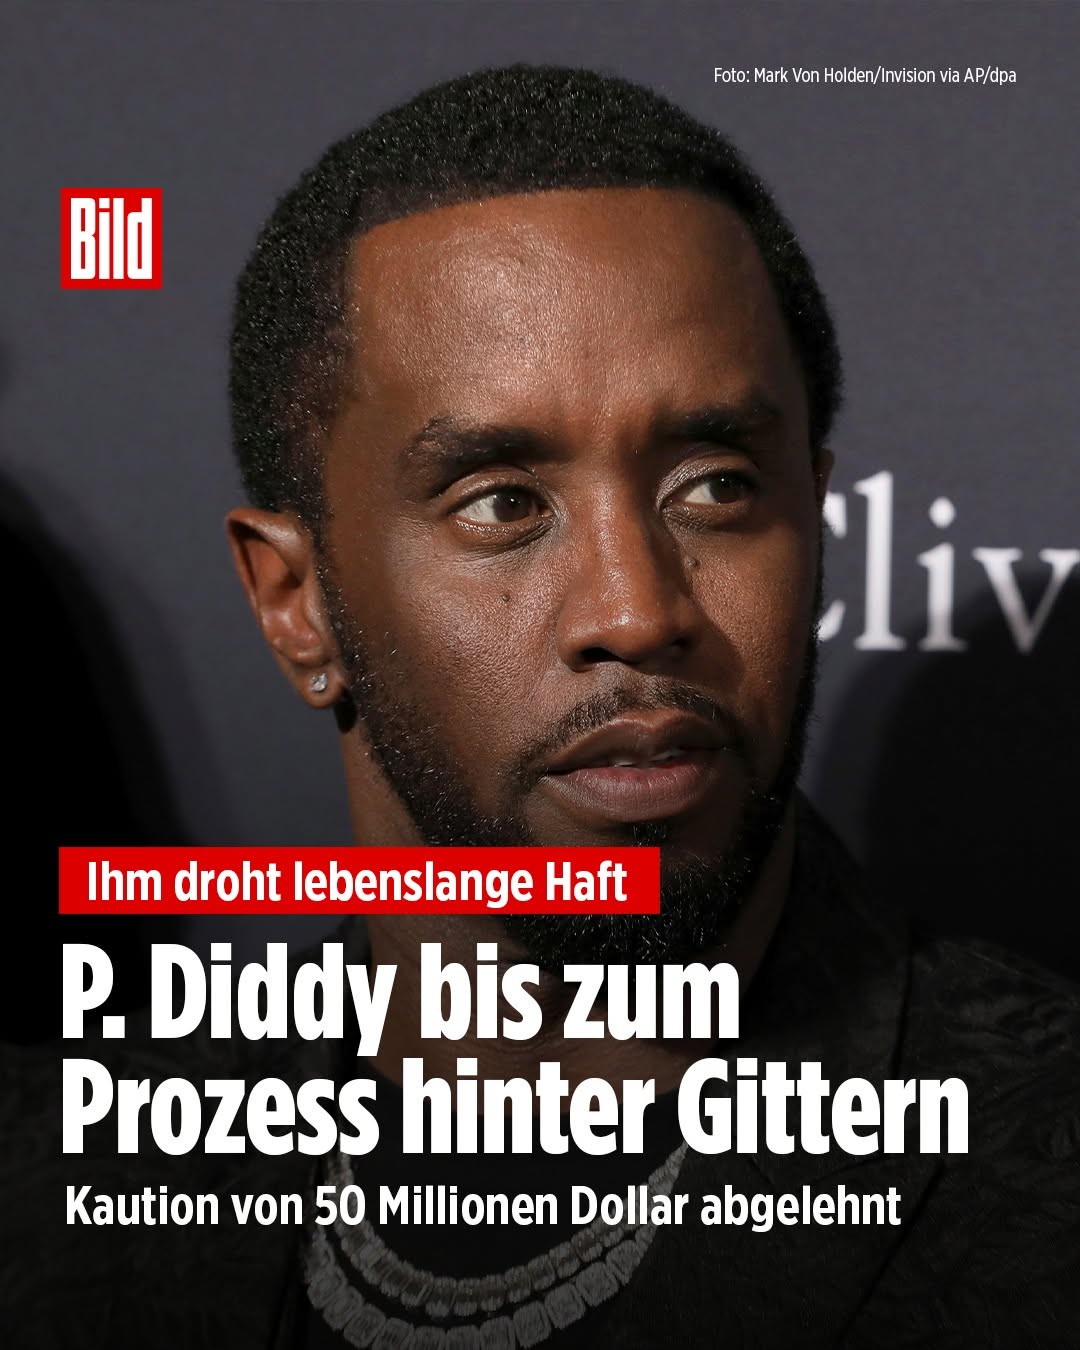 Foto: Mark Von Holden/Invision via AP/dpa
Bild
Cliv
Ihm droht lebenslange Haft
P. Diddy bis zum
Prozess hinter Gittern
Kaution von 50 Millionen Dollar abgelehnt